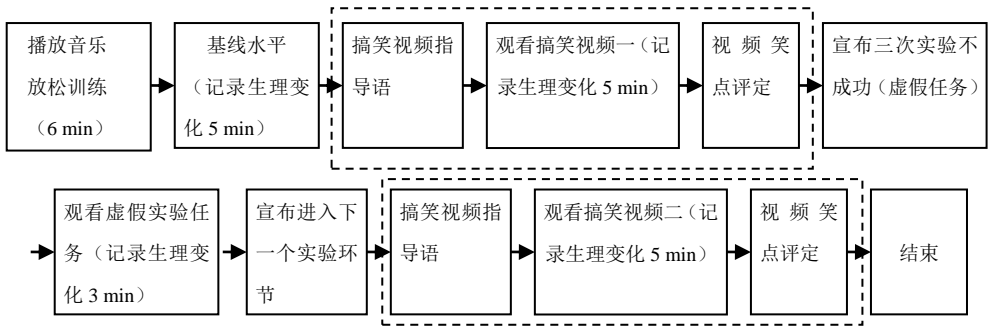 播放音乐
放松训练
（6 min）
基线水平
（记录生理变
化 5 min）
搞笑视频指
导语
观看搞笑视频一（记
录生理变化 5 min）
视频笑
点评定
宣布三次实验不
成功（虚假任务）
观看虚假实验任
务（记录生理变
化 3 min）
宣布进入下
一个实验环
节
搞笑视频指
导语
观看搞笑视频二（记
录生理变化 5 min）
视频笑
点评定
结束